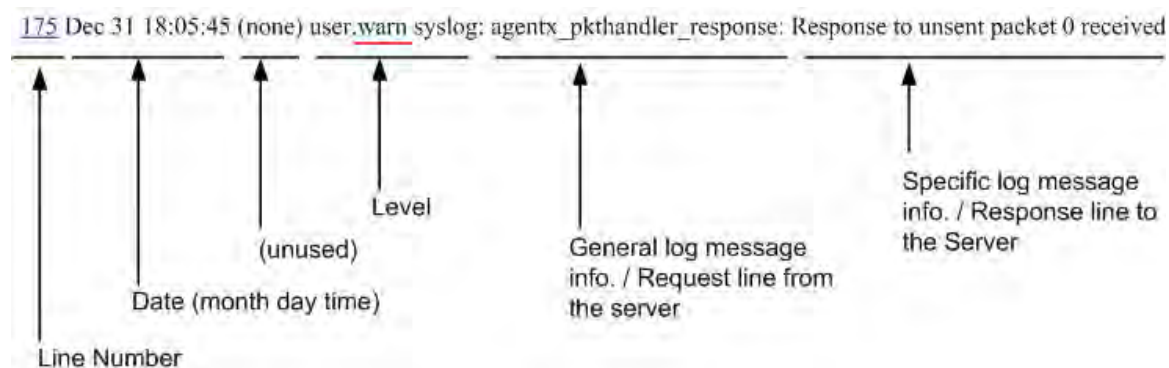 175 Dec 31 18:05:45 (none) user.warn syslog: agentx_pkthandler_response: Response to unsent packet 0 received
Level
(unused)
Date (month day time)
Line Number
General log message
info. / Request line from
the server
Specific log message
info. / Response line to
the Server